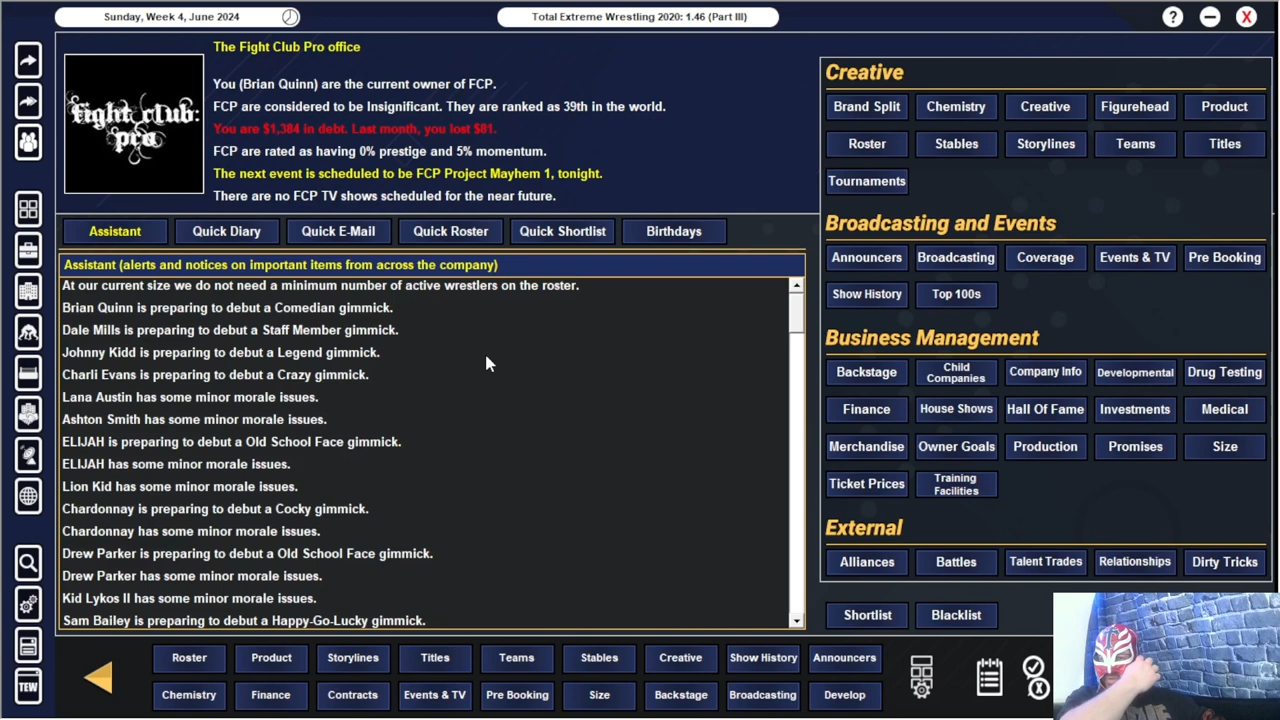 Sunday, Week 4, June 2024
Total Extreme Wrestling 2020: 1.46 (Part III)
? X
The Fight Club Pro office
fight club:
pro
You (Brian Quinn) are the current owner of FCP.
FCP are considered to be Insignificant. They are ranked as 39th in the world.
You are $1,384 in debt. Last month, you lost $81.
FCP are rated as having 0% prestige and 5% momentum.
The next event is scheduled to be FCP Project Mayhem 1, tonight.
There are no FCP TV shows scheduled for the near future.
Assistant Quick Diary Quick E-Mail Quick Roster Quick Shortlist Birthdays
Assistant (alerts and notices on important items from across the company)
At our current size we do not need a minimum number of active wrestlers on the roster.
Brian Quinn is preparing to debut a Comedian gimmick.
Dale Mills is preparing to debut a Staff Member gimmick.
Johnny Kidd is preparing to debut a Legend gimmick.
Charli Evans is preparing to debut a Crazy gimmick.
Lana Austin has some minor morale issues.
Ashton Smith has some minor morale issues.
ELIJAH is preparing to debut a Old School Face gimmick.
ELIJAH has some minor morale issues.
Lion Kid has some minor morale issues.
Chardonnay is preparing to debut a Cocky gimmick.
Chardonnay has some minor morale issues.
Drew Parker is preparing to debut a Old School Face gimmick.
Drew Parker has some minor morale issues.
Kid Lykos II has some minor morale issues.
Sam Bailey is preparing to debut a Happy-Go-Lucky gimmick.
Creative
Brand Split Chemistry Creative Figurehead Product
Roster Stables Storylines Teams Titles
Tournaments
Broadcasting and Events
Announcers Broadcasting Coverage Events & TV Pre Booking
Show History Top 100s
Business Management
Backstage Child Companies Company Info Developmental Drug Testing
Finance House Shows Hall Of Fame Investments Medical
Merchandise Owner Goals Production Promises Size
Ticket Prices Training Facilities
External
Alliances Battles Talent Trades Relationships Dirty Tricks
Shortlist Blacklist
Roster Product Storylines Titles Teams Stables Creative Show History Announcers
Chemistry Finance Contracts Events & TV Pre Booking Size Backstage Broadcasting Develop
TEW